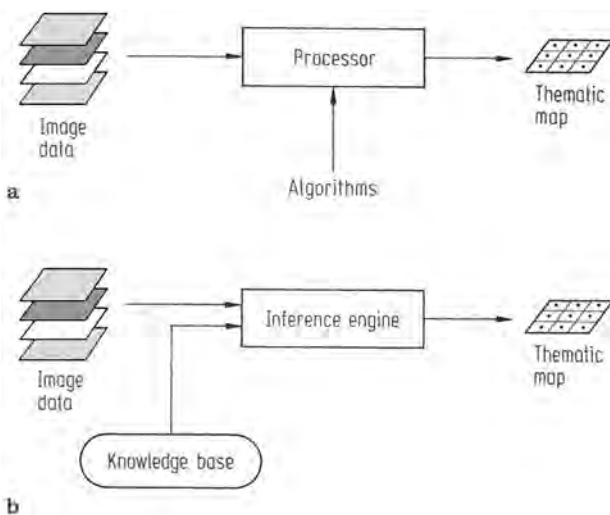 Processor
Image
data
Thematic
map
Algorithms
a
Inference engine
Image
data
Thematic
map
Knowledge base
b